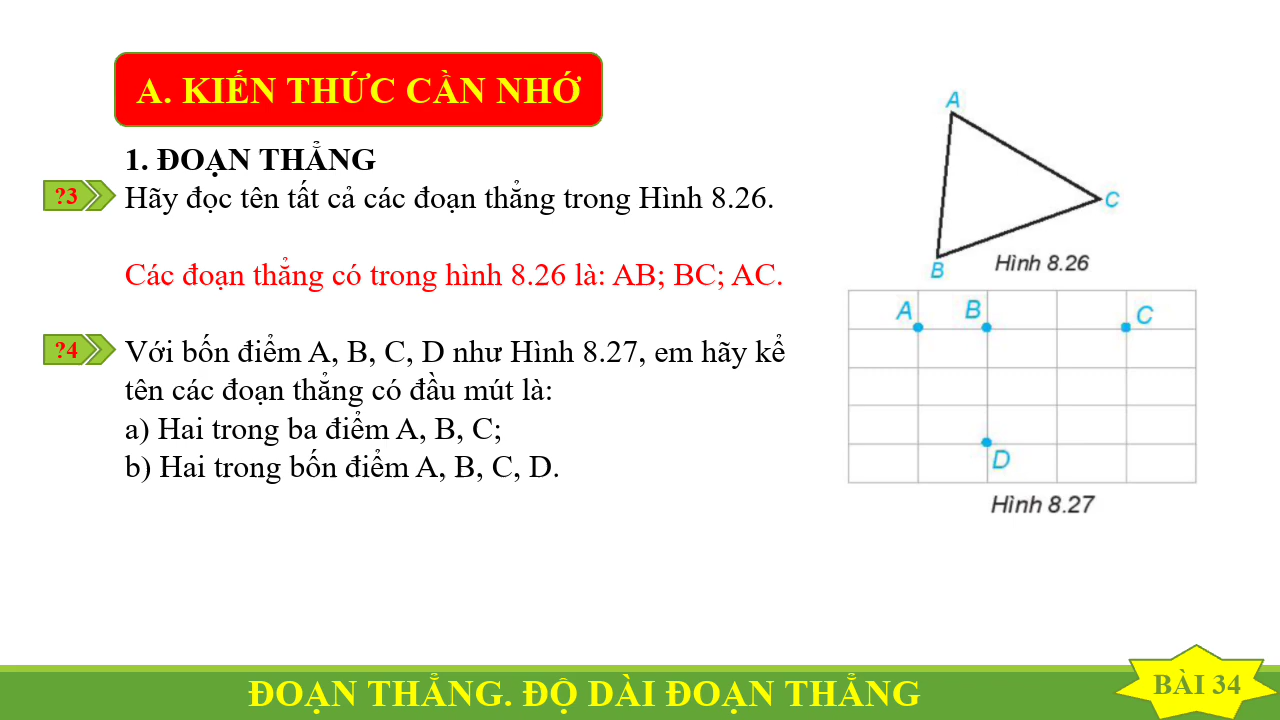 A. KIẾN THỨC CẦN NHỚ
1. ĐOẠN THẲNG
?3
Hãy đọc tên tất cả các đoạn thẳng trong Hình 8.26.
Các đoạn thẳng có trong hình 8.26 là: AB; BC; AC.
?4
Với bốn điểm A, B, C, D như Hình 8.27, em hãy kể
tên các đoạn thẳng có đầu mút là:
a) Hai trong ba điểm A, B, C;
b) Hai trong bốn điểm A, B, C, D.
A
C
B
Hình 8.26
A
B
C
D
Hình 8.27
ĐOẠN THẲNG. ĐỘ DÀI ĐOẠN THẲNG
BÀI 34